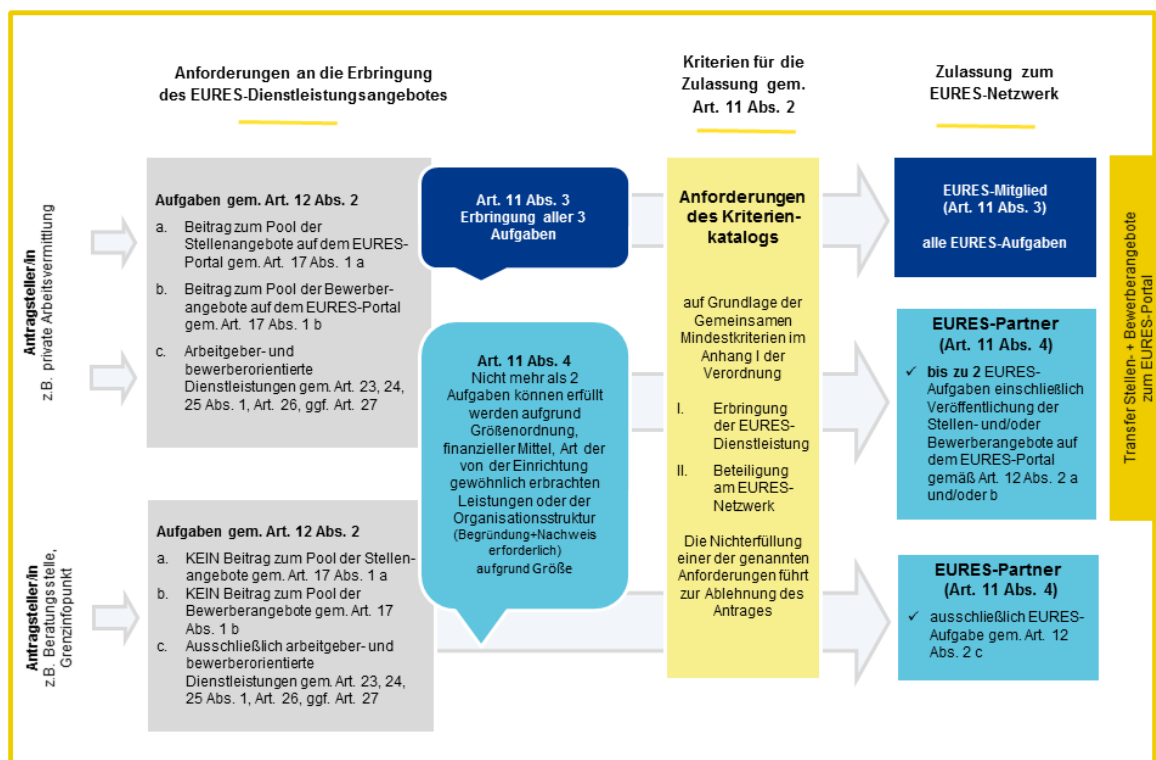 Anforderungen an die Erbringung
des EURES-Dienstleistungsangebotes
Kriterien für die
Zulassung gem.
Art. 11 Abs. 2
Zulassung zum
EURES-Netzwerk
Antragsteller/in
z.B. private Arbeitsvermittlung
Aufgaben gem. Art. 12 Abs. 2
a. Beitrag zum Pool der
Stellenangebote auf dem EURES-
Portal gem. Art. 17 Abs. 1 a
b. Beitrag zum Pool der Bewerber-
angebote auf dem EURES-Portal
gem. Art. 17 Abs. 1 b
c. Arbeitgeber- und
bewerberorientierte
Dienstleistungen gem. Art. 23, 24,
25 Abs. 1, Art. 26, ggf. Art. 27
Antragsteller/in
z.B. Beratungsstelle,
Grenzinfopunkt
Aufgaben gem. Art. 12 Abs. 2
a. KEIN Beitrag zum Pool der Stellen-
angebote gem. Art. 17 Abs. 1 a
b. KEIN Beitrag zum Pool der
Bewerberangebote gem. Art. 17
Abs. 1 b
c. Ausschließlich arbeitgeber- und
bewerberorientierte
Dienstleistungen gem. Art. 23, 24,
25 Abs. 1, Art. 26, ggf. Art. 27
Art. 11 Abs. 3
Erbringung aller 3
Aufgaben
Art. 11 Abs. 4
Nicht mehr als 2
Aufgaben können erfüllt
werden aufgrund
Größenordnung,
finanzieller Mittel, Art der
von der Einrichtung
gewöhnlich erbrachten
Leistungen oder der
Organisationsstruktur
(Begründung+Nachweis
erforderlich)
aufgrund Größe
Anforderungen
des Kriterien-
katalogs
auf Grundlage der
Gemeinsamen
Mindestkriterien im
Anhang I der
Verordnung
I. Erbringung
der EURES-
Dienstleistung
II. Beteiligung
am EURES-
Netzwerk
Die Nichterfüllung
einer der genannten
Anforderungen führt
zur Ablehnung des
Antrages
EURES-Mitglied
(Art. 11 Abs. 3)
alle EURES-Aufgaben
EURES-Partner
(Art. 11 Abs. 4)
✓ bis zu 2 EURES-
Aufgaben einschließlich
Veröffentlichung der
Stellen- und/oder
Bewerberangebote auf
dem EURES-Portal
gemäß Art. 12 Abs. 2 a
und/oder b
EURES-Partner
(Art. 11 Abs. 4)
✓ ausschließlich EURES-
Aufgabe gem. Art. 12
Abs. 2 c
Transfer Stellen- + Bewerberangebote
zum EURES-Portal